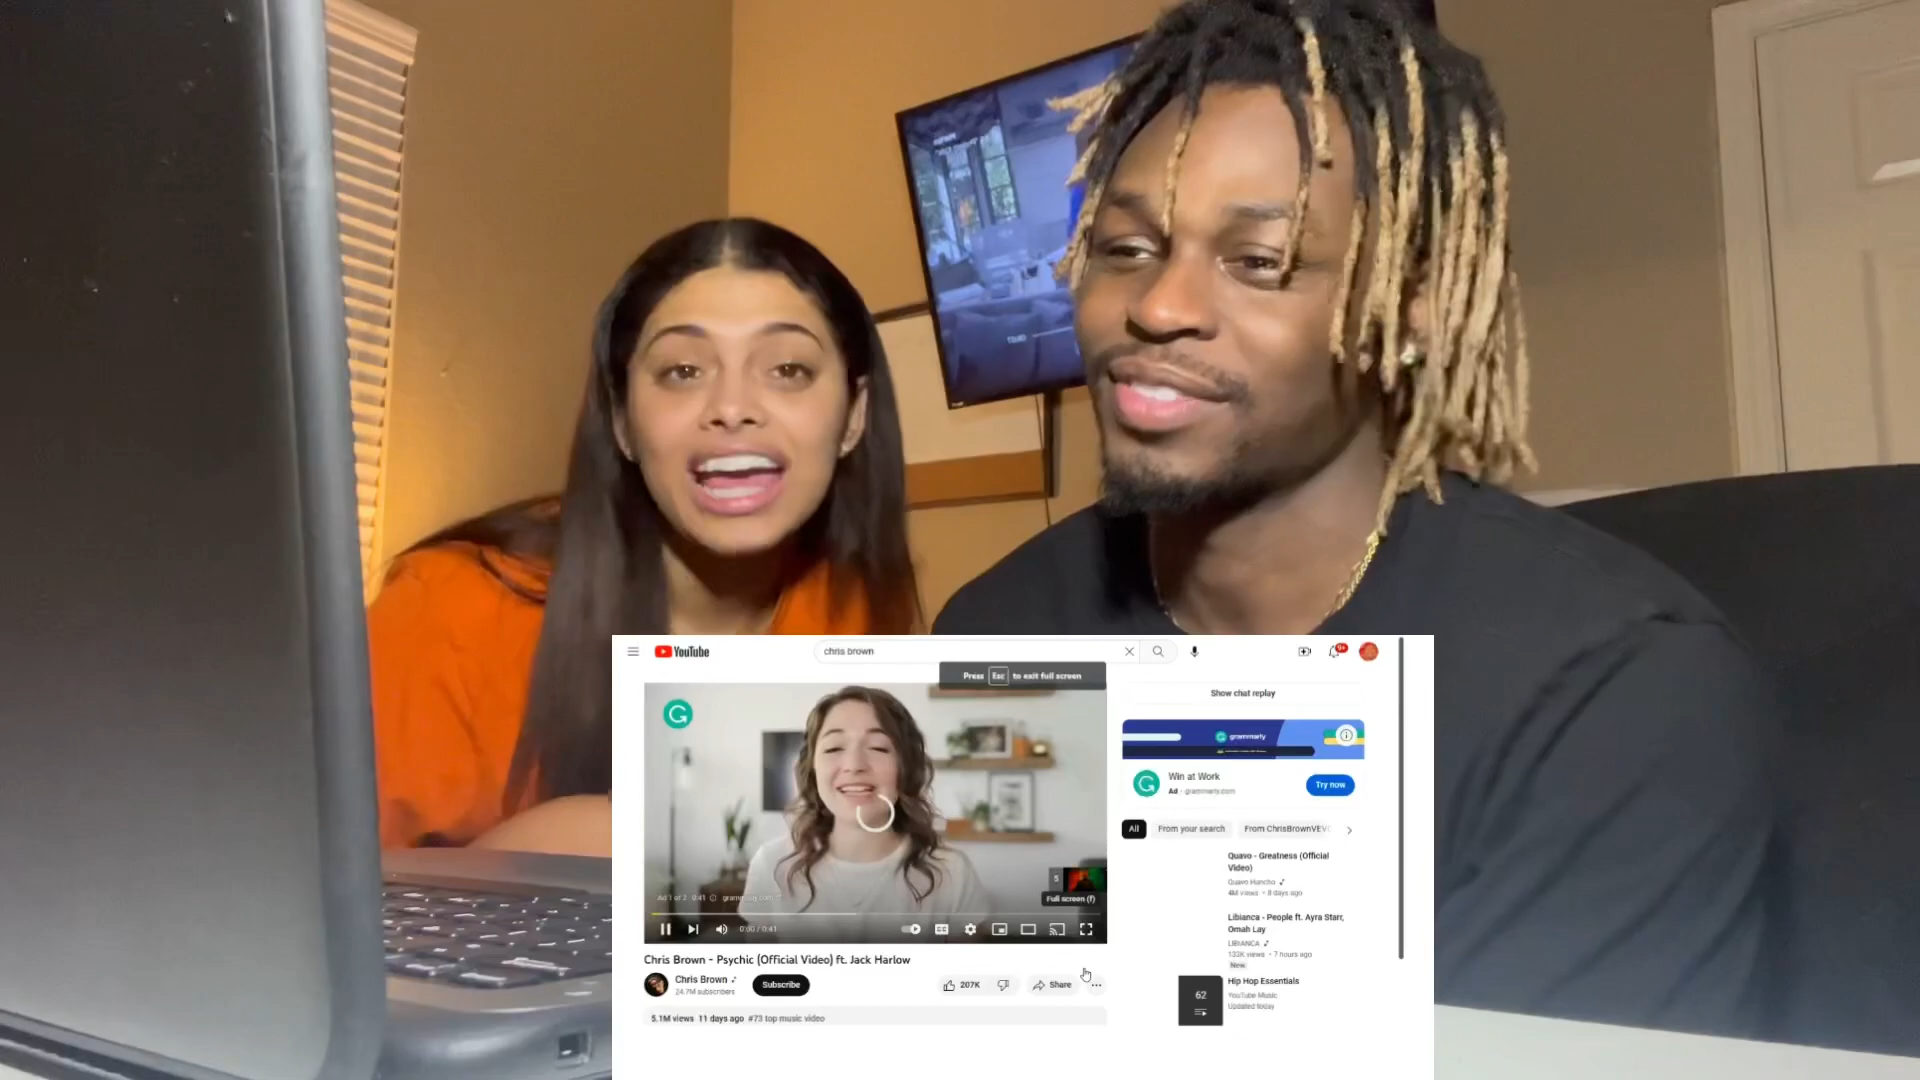 YouTube
chris brown
9+
Press Esc to exit full screen
Show chat replay
grammarly
Win at Work
Ad · grammarly.com
Try now
All
From your search
From ChrisBrownVEV
Quavo - Greatness (Official
Video)
Quavo Huncho
4M views • 8 days ago
Libianca - People ft. Ayra Starr,
Omah Lay
LIBIANCA
133K views • 7 hours ago
New
62
Hip Hop Essentials
YouTube Music
Updated today
5
Full screen (f)
Ad 1 of 2 · 0:41
0:00 / 0:41
CC
Chris Brown - Psychic (Official Video) ft. Jack Harlow
Chris Brown
24.7M subscribers
Subscribe
207K
Share
5.1M views 11 days ago #73 top music video